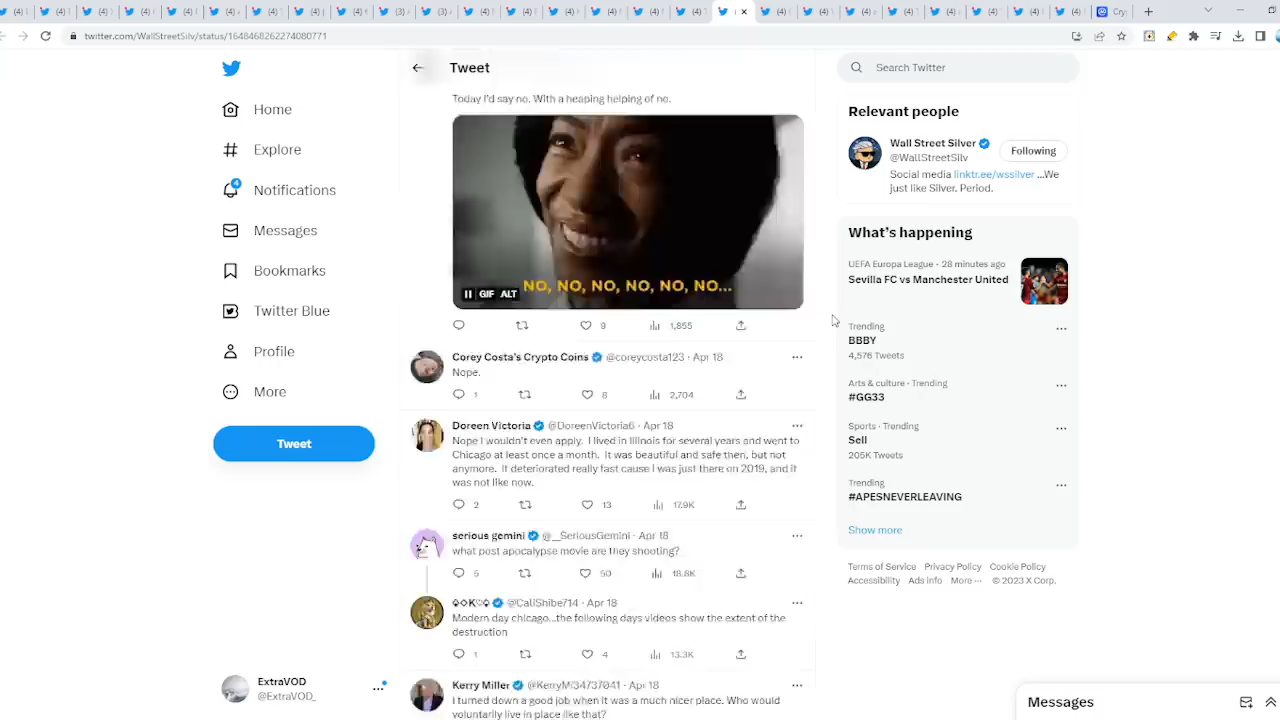 twitter.com/WallStreetSilv/status/1648468262274080771
Home
Explore
4
Notifications
Messages
Bookmarks
Twitter Blue
Profile
More
Tweet
ExtraVOD
@ExtraVOD_
Tweet
Today I'd say no. With a heaping helping of no.
NO, NO, NO, NO, NO, NO...
GIF ALT
9 1,855
Corey Costa's Crypto Coins @coreycosta123 · Apr 18
Nope.
1 8 2,704
Doreen Victoria @DoreenVictoria6 · Apr 18
Nope I wouldn't even apply. I lived in Illinois for several years and went to
Chicago at least once a month. It was beautiful and safe then, but not
anymore. It deteriorated really fast cause I was just there on 2019, and it
was not like now.
2 13 17.9K
serious gemini @__SeriousGemini · Apr 18
what post apocalypse movie are they shooting?
5 50 18.8K
@CaliShibe714 · Apr 18
Modern day chicago...the following days videos show the extent of the
destruction
1 4 13.3K
Kerry Miller · Apr 18
I turned down a good job when it was a much nicer place. Who would
voluntarily live in place like that?
Search Twitter
Relevant people
Wall Street Silver
@WallStreetSilv
Following
Social media linktr.ee/wssilver ...We
just like Silver. Period.
What's happening
UEFA Europa League · 28 minutes ago
Sevilla FC vs Manchester United
Trending
BBBY
4,576 Tweets
Arts & culture · Trending
#GG33
Sports · Trending
Sell
205K Tweets
Trending
#APESNEVERLEAVING
Show more
Terms of Service Privacy Policy Cookie Policy
Accessibility Ads info More ··· © 2023 X Corp.
Messages